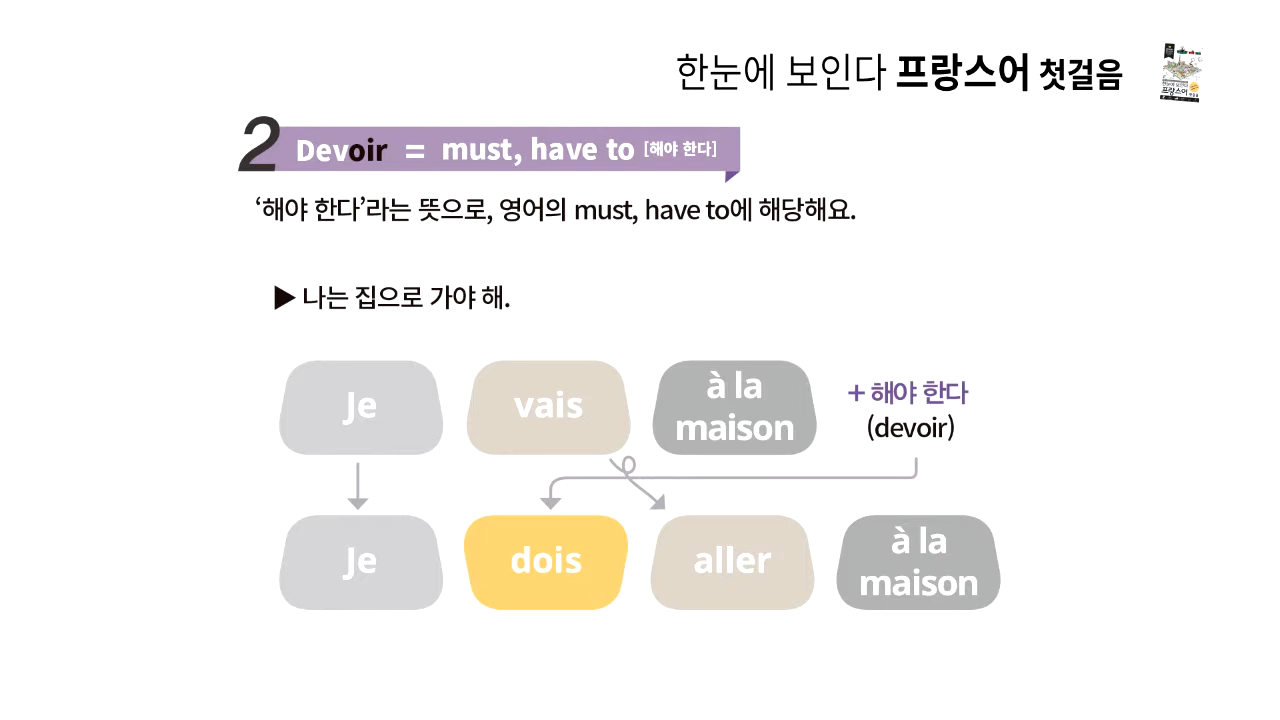 한눈에 보인다 프랑스어 첫걸음
2 Devoir = must, have to [해야 한다]
‘해야 한다’라는 뜻으로, 영어의 must, have to에 해당해요.
▶ 나는 집으로 가야 해.
Je vais à la maison
+ 해야 한다
(devoir)
Je dois aller à la maison